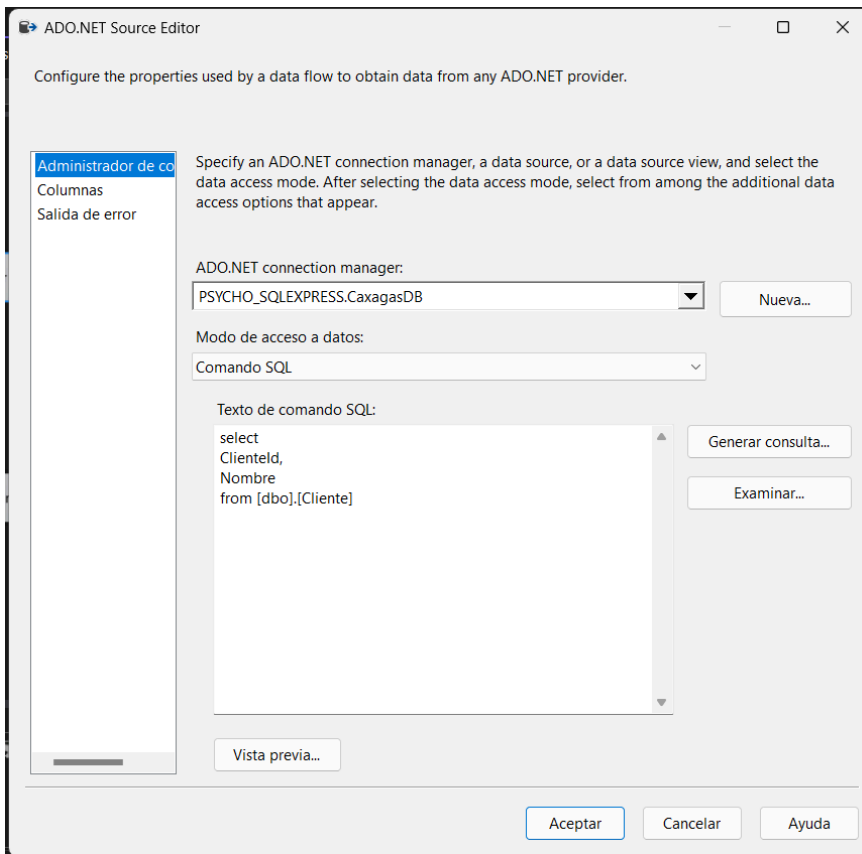 ADO.NET Source Editor
Configure the properties used by a data flow to obtain data from any ADO.NET provider.
Administrador de co
Columnas
Salida de error
Specify an ADO.NET connection manager, a data source, or a data source view, and select the
data access mode. After selecting the data access mode, select from among the additional data
access options that appear.
ADO.NET connection manager:
PSYCHO_SQLEXPRESS.CaxagasDB
Nueva...
Modo de acceso a datos:
Comando SQL
Texto de comando SQL:
select
ClienteId,
Nombre
from [dbo].[Cliente]
Generar consulta...
Examinar...
Vista previa...
Aceptar
Cancelar
Ayuda